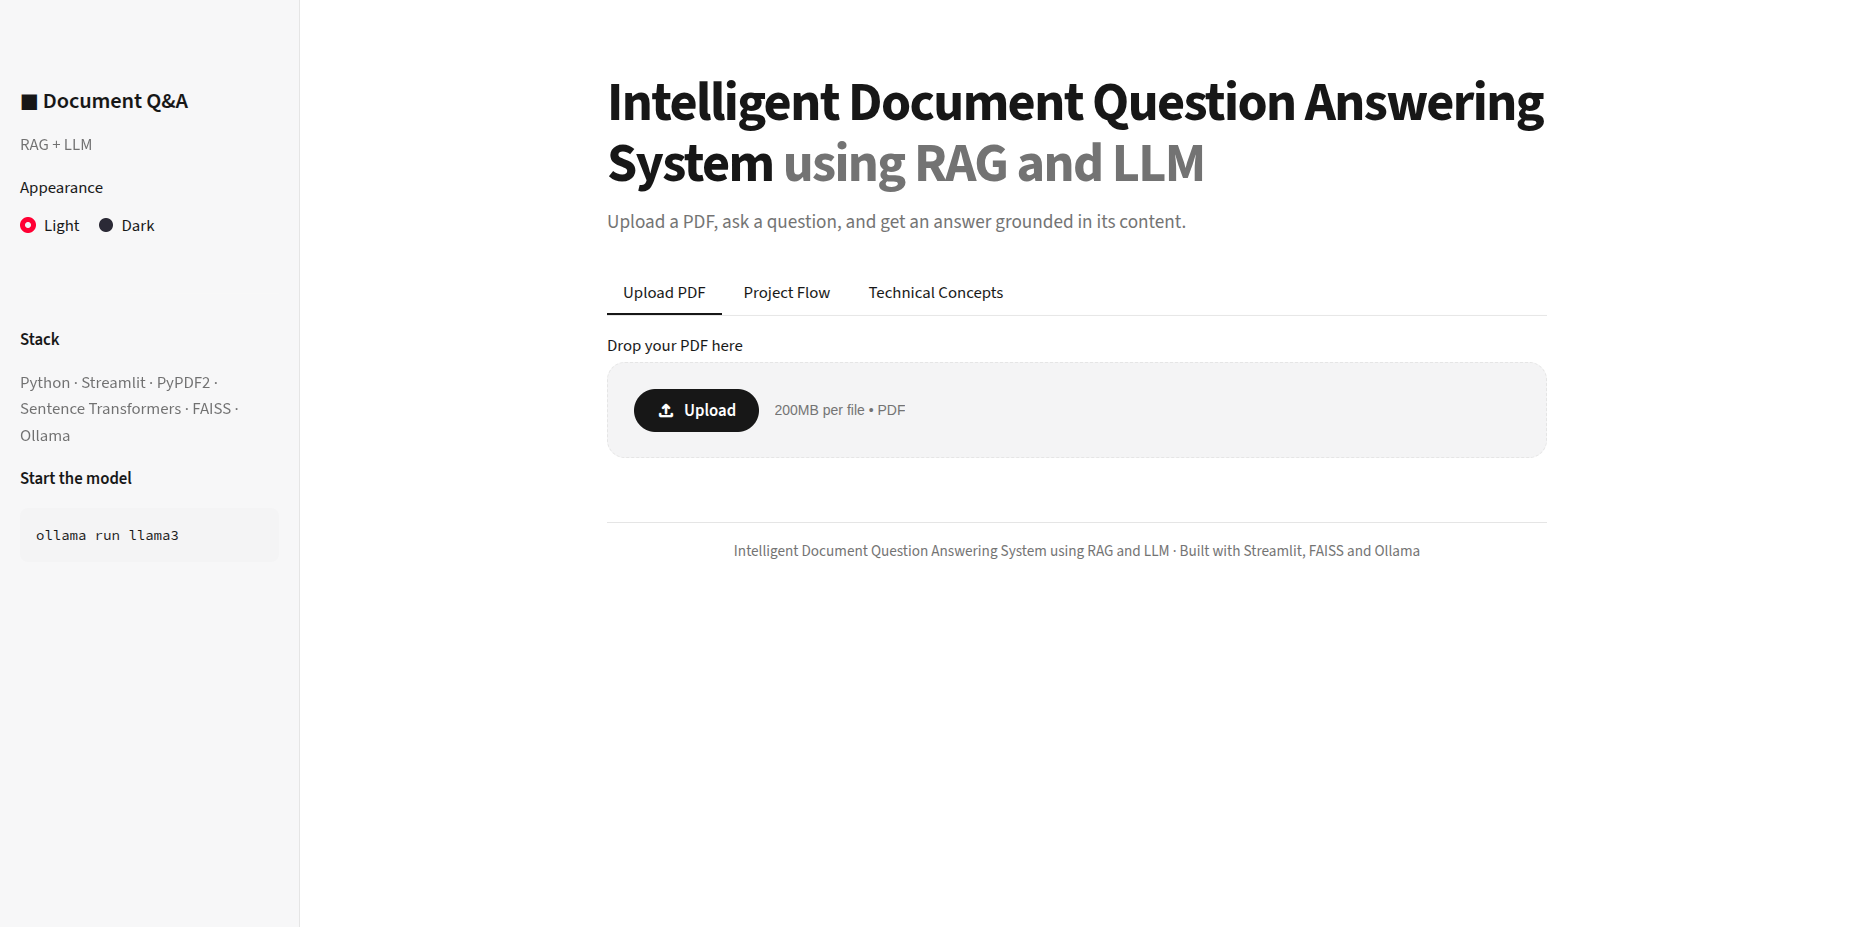 ■ Document Q&A
RAG + LLM
Appearance
Light
Dark
Stack
Python · Streamlit · PyPDF2 ·
Sentence Transformers · FAISS ·
Ollama
Start the model
ollama run llama3
Intelligent Document Question Answering
System using RAG and LLM
Upload a PDF, ask a question, and get an answer grounded in its content.
Upload PDF
Project Flow
Technical Concepts
Drop your PDF here
Upload
200MB per file • PDF
Intelligent Document Question Answering System using RAG and LLM · Built with Streamlit, FAISS and Ollama